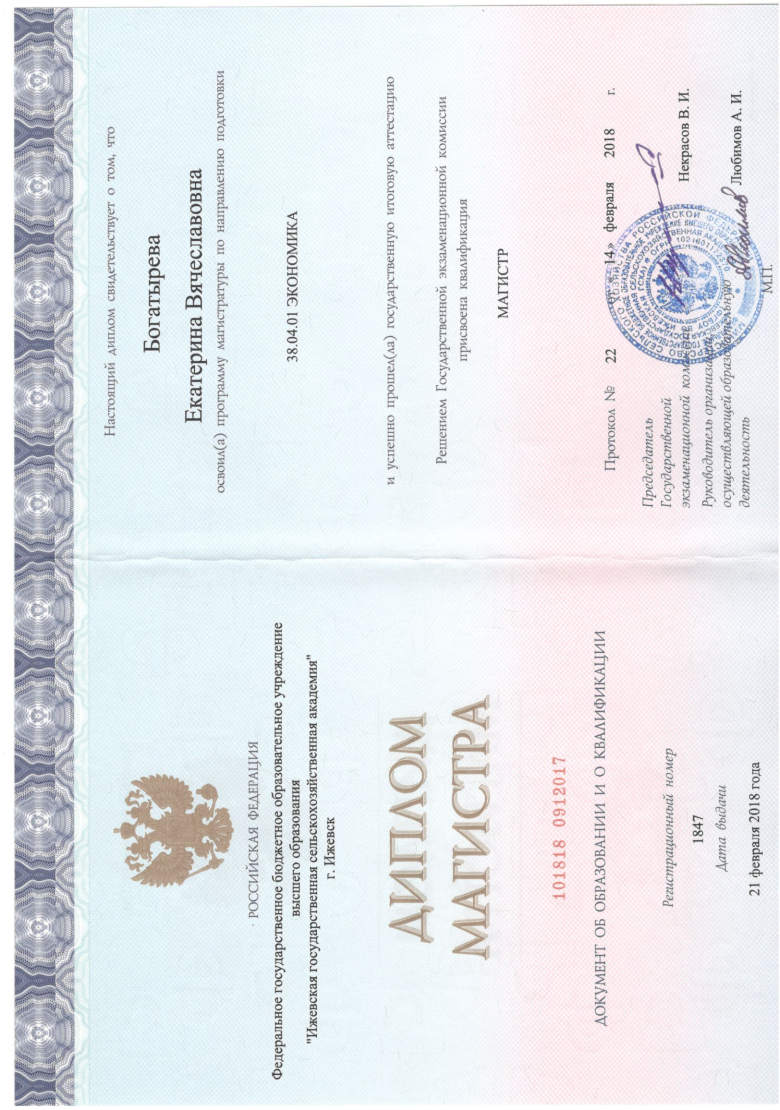 РОССИЙСКАЯ ФЕДЕРАЦИЯ
Федеральное государственное бюджетное образовательное учреждение
высшего образования
"Ижевская государственная сельскохозяйственная академия"
г. Ижевск
ДИПЛОМ
МАГИСТРА
101818 0912017
ДОКУМЕНТ ОБ ОБРАЗОВАНИИ И О КВАЛИФИКАЦИИ
Регистрационный номер
1847
Дата выдачи
21 февраля 2018 года
Настоящий диплом свидетельствует о том, что
Богатырева
Екатерина Вячеславовна
освоил(а) программу магистратуры по направлению подготовки
38.04.01 ЭКОНОМИКА
и успешно прошел(ла) государственную итоговую аттестацию
Решением Государственной экзаменационной комиссии
присвоена квалификация
МАГИСТР
Протокол № 22 от « 14 » февраля 2018 г.
Председатель
Государственной
экзаменационной комиссии
Некрасов В. И.
Руководитель организации,
осуществляющей образовательную
деятельность
Любимов А. И.
М.П.